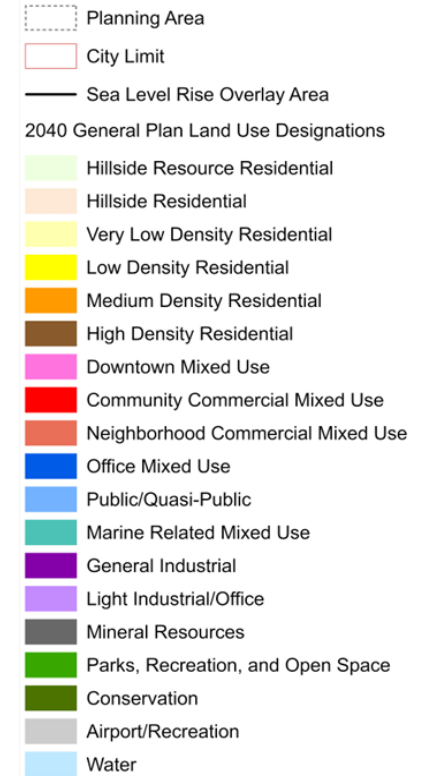 Planning Area
City Limit
Sea Level Rise Overlay Area
2040 General Plan Land Use Designations
Hillside Resource Residential
Hillside Residential
Very Low Density Residential
Low Density Residential
Medium Density Residential
High Density Residential
Downtown Mixed Use
Community Commercial Mixed Use
Neighborhood Commercial Mixed Use
Office Mixed Use
Public/Quasi-Public
Marine Related Mixed Use
General Industrial
Light Industrial/Office
Mineral Resources
Parks, Recreation, and Open Space
Conservation
Airport/Recreation
Water